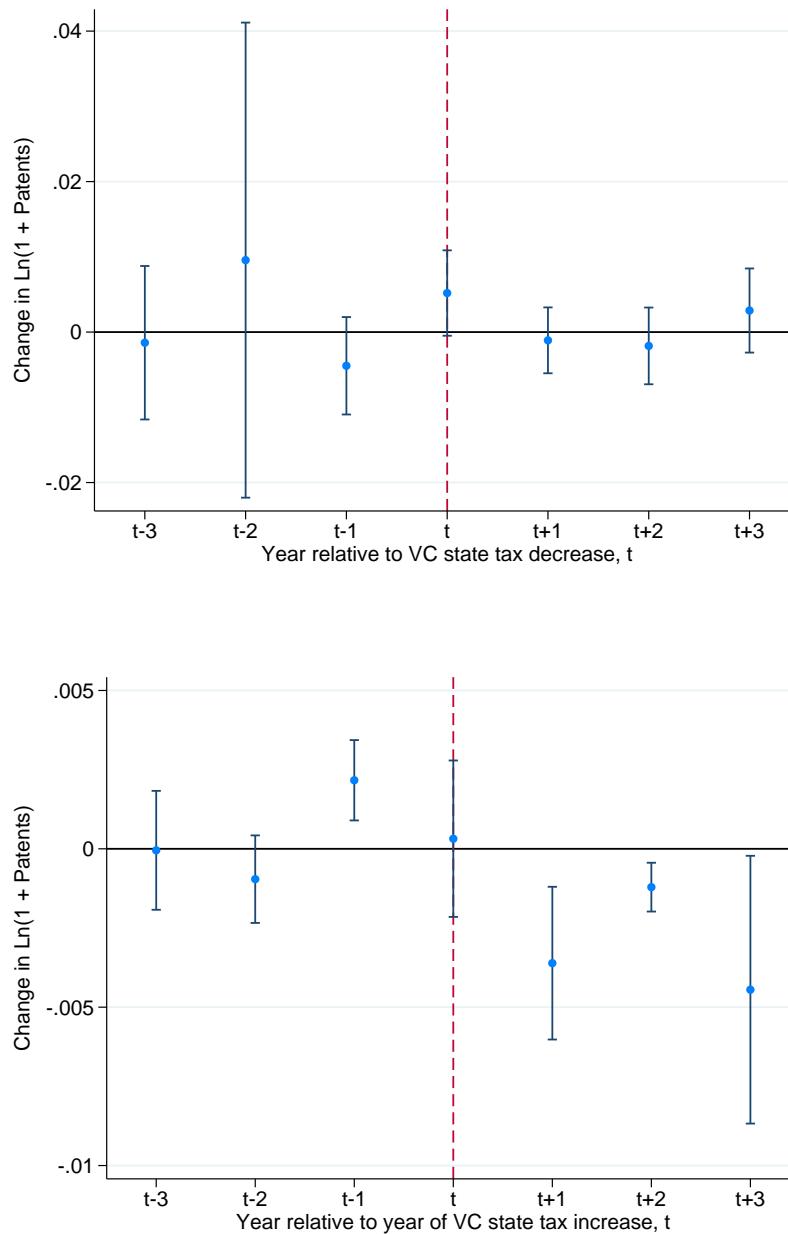 Change in Ln(1 + Patents)
.04
.02
0
-.02
t-3 t-2 t-1 t t+1 t+2 t+3
Year relative to VC state tax decrease, t
Change in Ln(1 + Patents)
.005
0
-.005
-.01
t-3 t-2 t-1 t t+1 t+2 t+3
Year relative to year of VC state tax increase, t